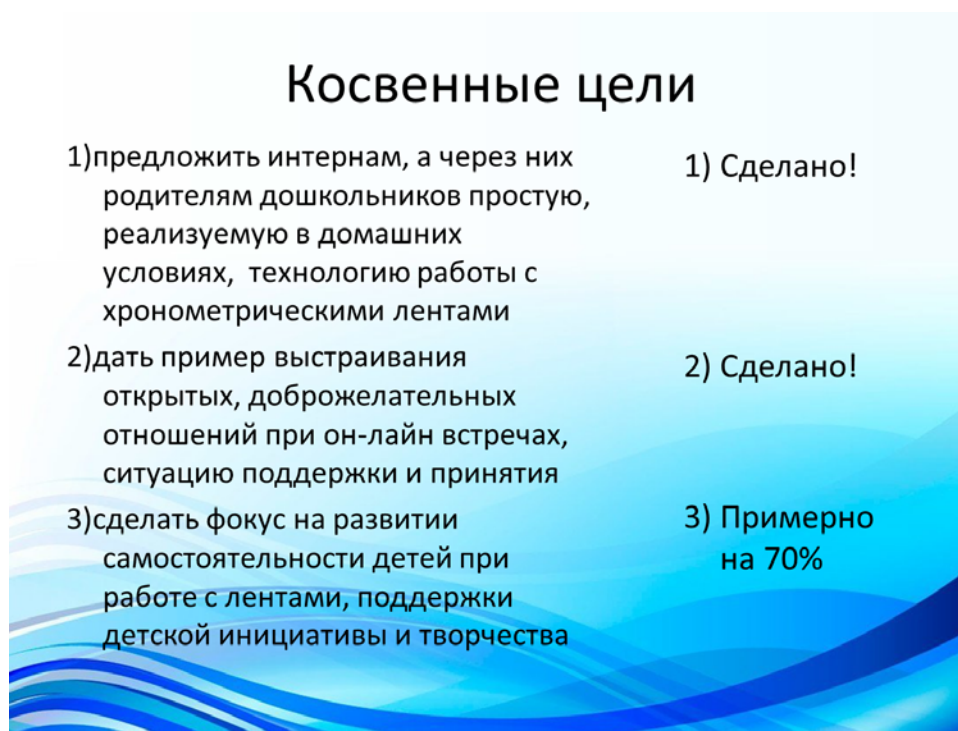 Косвенные цели
1)предложить интернам, а через них
родителям дошкольников простую,
реализуемую в домашних
условиях,  технологию работы с
хронометрическими лентами
2)дать пример выстраивания
открытых, доброжелательных
отношений при он-лайн встречах,
ситуацию поддержки и принятия
3)сделать фокус на развитии
самостоятельности детей при
работе с лентами, поддержки
детской инициативы и творчества
1) Сделано!
2) Сделано!
3) Примерно
на 70%